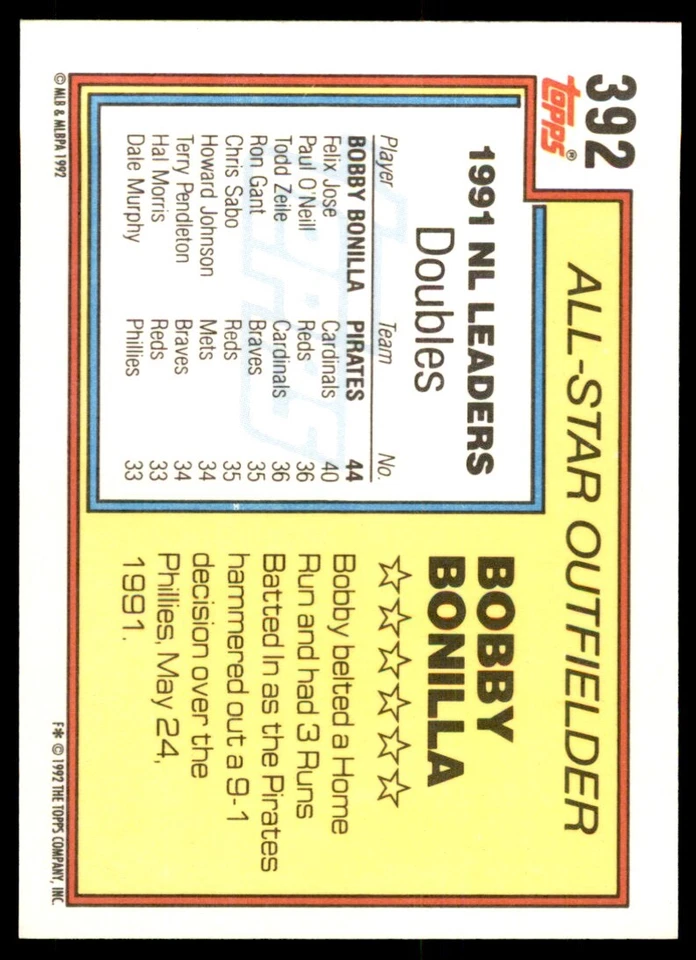 392
Topps®
ALL-STAR OUTFIELDER
1991 NL LEADERS
Doubles
Player Team No.
BOBBY BONILLA PIRATES 44
Felix Jose Cardinals 40
Paul O'Neill Reds 36
Todd Zeile Cardinals 36
Ron Gant Braves 35
Chris Sabo Reds 35
Howard Johnson Mets 34
Terry Pendleton Braves 34
Hal Morris Reds 33
Dale Murphy Phillies 33
BOBBY
BONILLA
Bobby belted a Home
Run and had 3 Runs
Batted In as the Pirates
hammered out a 9-1
decision over the
Phillies, May 24,
1991.
© MLB & MLBPA 1992
F* © 1992 THE TOPPS COMPANY, INC.